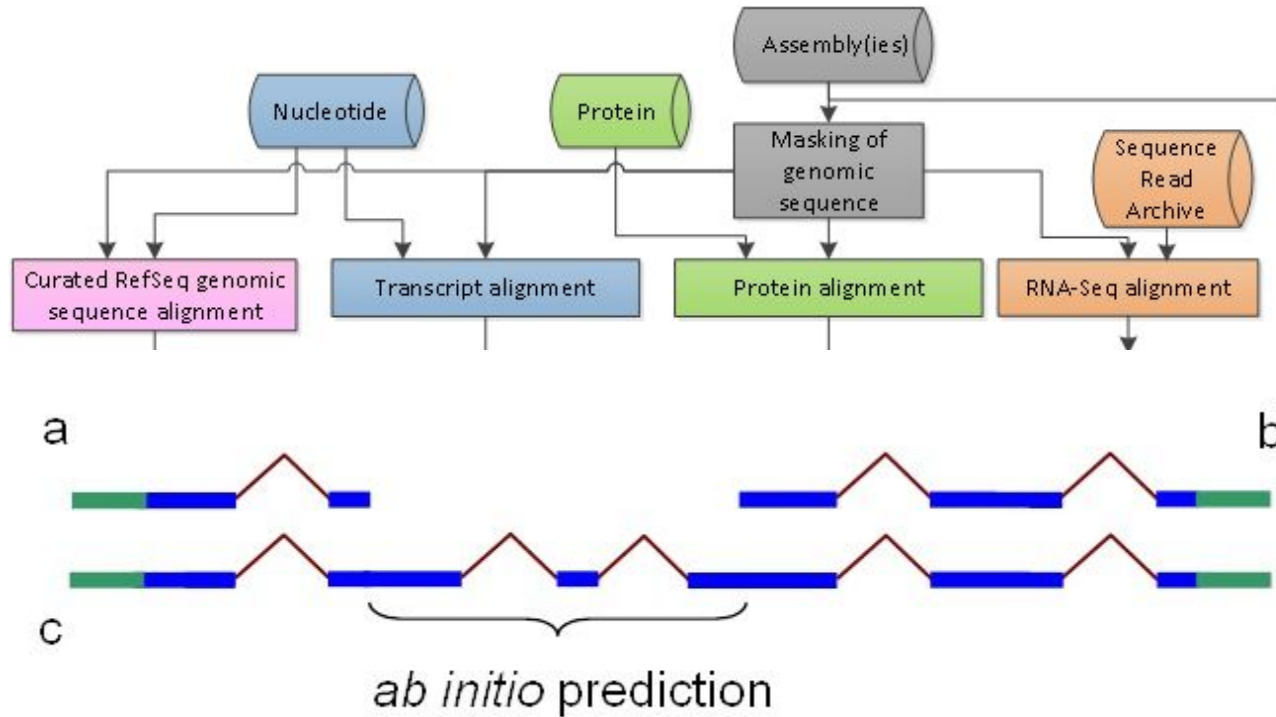 Assembly(ies)
Nucleotide
Protein
Masking of
genomic
sequence
Sequence
Read
Archive
Curated RefSeq genomic
sequence alignment
Transcript alignment
Protein alignment
RNA-Seq alignment
a
b
c
ab initio prediction